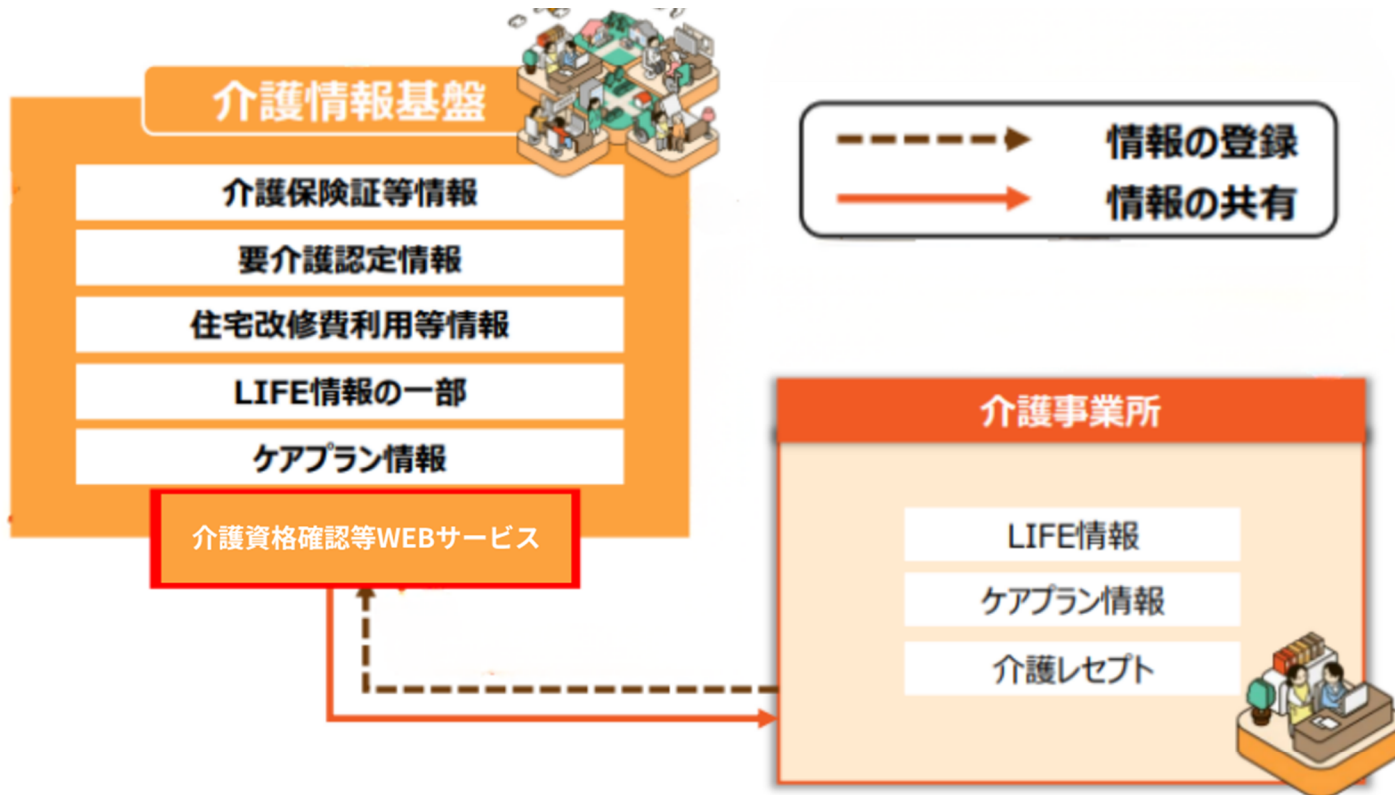 介護情報基盤
介護保険証等情報
要介護認定情報
住宅改修費利用等情報
LIFE情報の一部
ケアプラン情報
介護資格確認等WEBサービス
情報の登録
情報の共有
介護事業所
LIFE情報
ケアプラン情報
介護レセプト